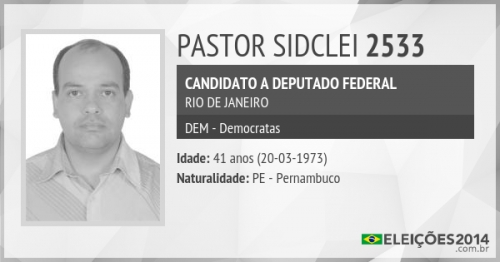 PASTOR SIDCLEI 2533
CANDIDATO A DEPUTADO FEDERAL
RIO DE JANEIRO
DEM - Democratas
Idade: 41 anos (20-03-1973)
Naturalidade: PE - Pernambuco
ELEIÇÕES2014
.com.br